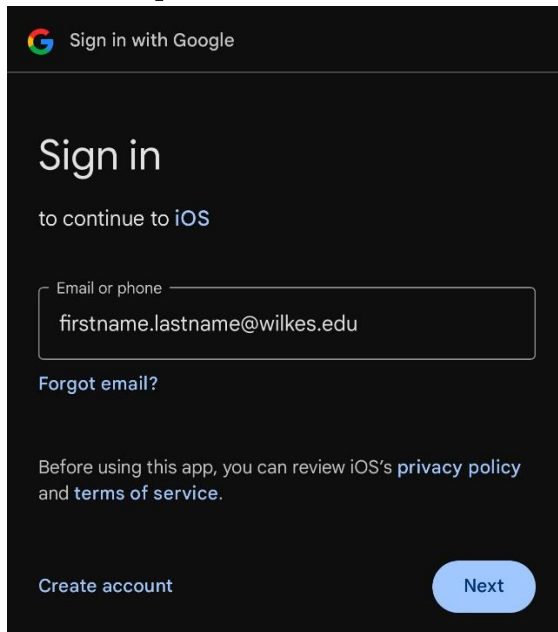 Sign in with Google
Sign in
to continue to iOS
Email or phone
firstname.lastname@wilkes.edu
Forgot email?
Before using this app, you can review iOS's privacy policy
and terms of service.
Create account
Next